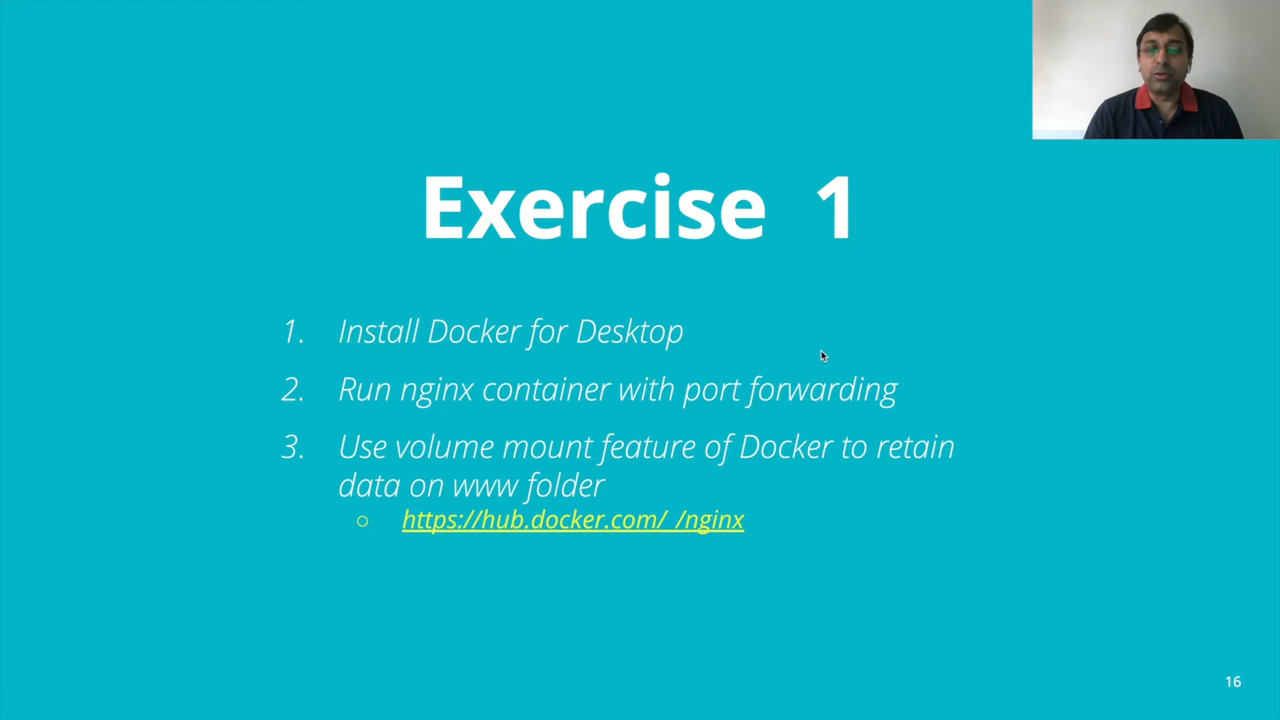 Exercise 1
1. Install Docker for Desktop
2. Run nginx container with port forwarding
3. Use volume mount feature of Docker to retain
data on www folder
○ https://hub.docker.com/_/nginx
16